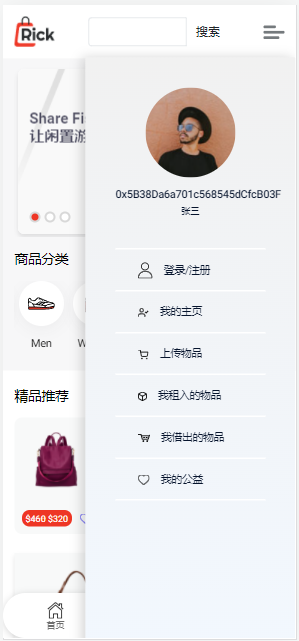 Rick
搜索
Share Fi
让闲置游
0x5B38Da6a701c568545dCfcB03F
张三
商品分类
登录/注册
我的主页
Men
W
上传物品
精品推荐
我租入的物品
我借出的物品
我的公益
$460 $320
首页